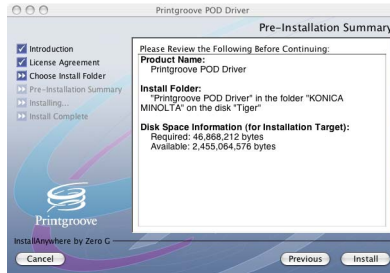 Printgroove POD Driver
Pre-Installation Summary
Introduction
License Agreement
Choose Install Folder
Pre-Installation Summary
Installing...
Install Complete
Please Review the Following Before Continuing:
Product Name:
Printgroove POD Driver
Install Folder:
"Printgroove POD Driver" in the folder "KONICA
MINOLTA" on the disk "Tiger"
Disk Space Information (for Installation Target):
Required: 46,868,212 bytes
Available: 2,455,064,576 bytes
Printgroove
InstallAnywhere by Zero G
Cancel
Previous
Install